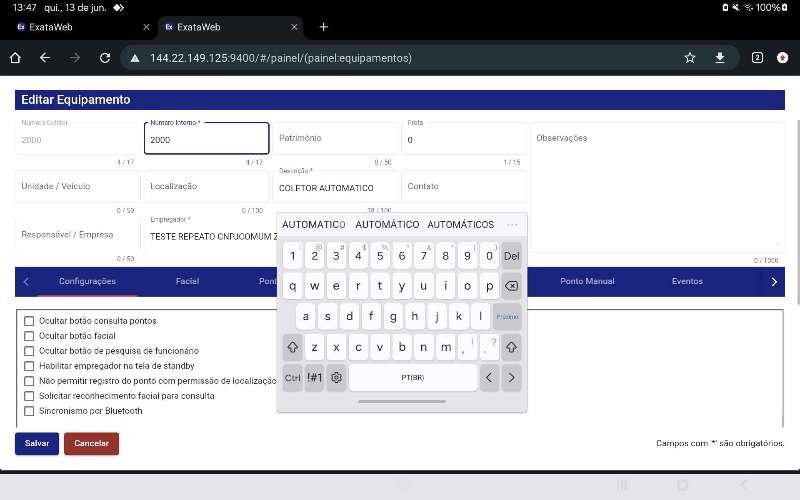 13:47 qui., 13 de jun.
100%
ExataWeb
ExataWeb
144.22.149.125:9400/#/painel/(painel:equipamentos)
2
Editar Equipamento
Número Coletor
2000
4 / 17
Número Interno *
2000
4 / 17
Patrimônio
0 / 50
Frota
0
1 / 15
Observações
0 / 1000
Unidade / Veículo
0 / 50
Localização
0 / 100
Descrição *
COLETOR AUTOMATICO
18 / 100
Contato
Responsável / Empresa
0 / 50
Empregador *
TESTE REPEATO CNPJCOMUM
AUTOMATICO AUTOMÁTICO AUTOMÁTICOS ...
1 2 3 4 5 6 7 8 9 0 Del
q w e r t y u i o p
a s d f g h j k l Próximo
z x c v b n m , ! . ?
Ctrl !#1 PT(BR) < >
Configurações Facial Pont Ponto Manual Eventos
Ocultar botão consulta pontos
Ocultar botão facial
Ocultar botão de pesquisa de funcionário
Habilitar empregador na tela de standby
Não permitir registro do ponto com permissão de localização
Solicitar reconhecimento facial para consulta
Sincronismo por Bluetooth
Salvar Cancelar
Campos com '*' são obrigatórios.